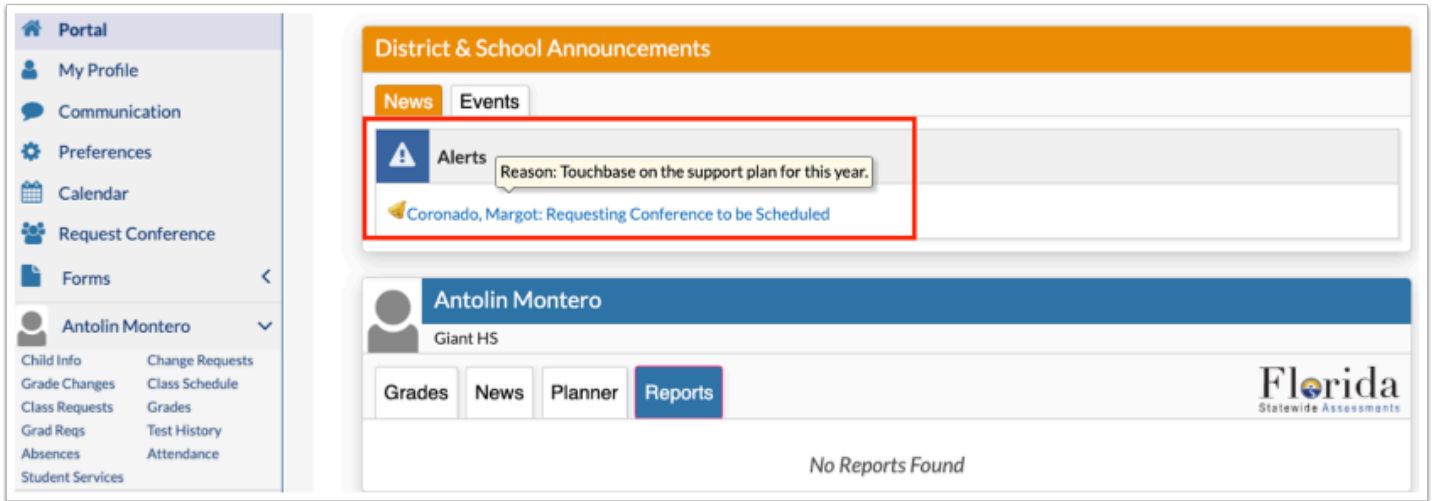 Portal
My Profile
Communication
Preferences
Calendar
Request Conference
Forms
Antolin Montero
Child Info Change Requests
Grade Changes Class Schedule
Class Requests Grades
Grad Reqs Test History
Absences Attendance
Student Services
District & School Announcements
News Events
Alerts
Reason: Touchbase on the support plan for this year.
Coronado, Margot: Requesting Conference to be Scheduled
Antolin Montero
Giant HS
Grades News Planner Reports
Florida
Statewide Assessments
No Reports Found